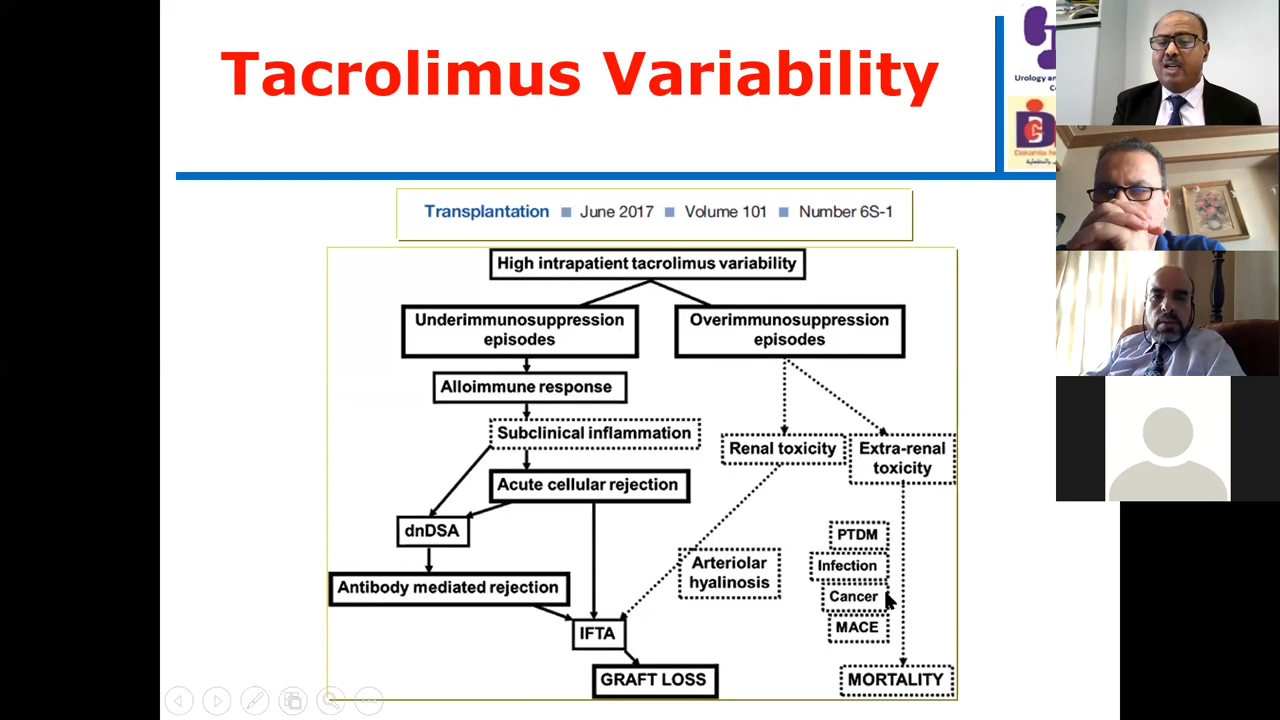 Tacrolimus Variability
Urology and
Transplantation ■ June 2017 ■ Volume 101 ■ Number 6S-1
High intrapatient tacrolimus variability
Underimmunosuppression
episodes
Overimmunosuppression
episodes
Alloimmune response
Subclinical inflammation
Renal toxicity
Extra-renal
toxicity
Acute cellular rejection
dnDSA
PTDM
Arteriolar
hyalinosis
Infection
Antibody mediated rejection
Cancer
MACE
IFTA
GRAFT LOSS
MORTALITY